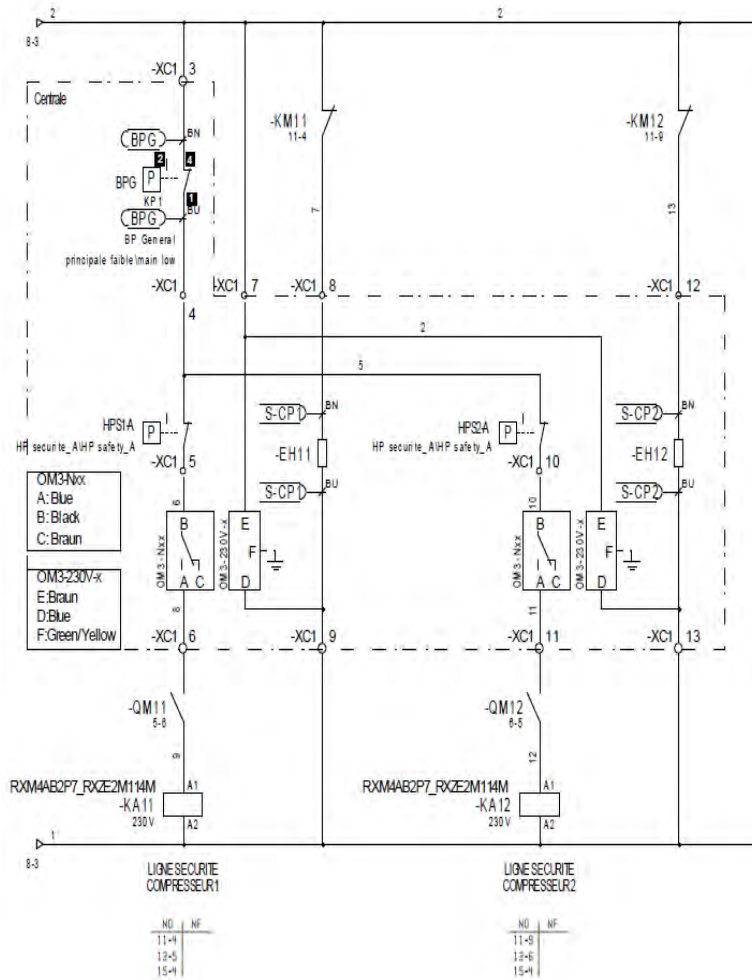 2
2
8-3
-XC1 3
Centrale
BPG
BN
2
4
BPG
P
KP1
1
BPG
BU
BP General
principale faible\main low
-KM11
11-4
7
-KM12
11-9
13
-XC1
4
-XC1 7
-XC1 8
-XC1 12
2
5
HPS1A
P
HP securite_A\HP safety_A
-XC1 5
S-CP1
BN
-EH11
S-CP1
BU
HPS2A
P
HP securite_A\HP safety_A
-XC1 10
S-CP2
BN
-EH12
S-CP2
BU
OM3-Nxx
A: Blue
B: Black
C: Braun
OM3-230V-x
E:Braun
D:Blue
F:Green/Yellow
6
B
A C
OM3-Nxx
E
F
D
OM3-230V-x
8
10
B
A C
OM3-Nxx
E
F
D
OM3-230V-x
11
-XC1 6
-XC1 9
-XC1 11
-XC1 13
-QM11
5-6
9
-QM12
6-5
12
RXM4AB2P7_RXZE2M114M
-KA11
230V
A1
A2
RXM4AB2P7_RXZE2M114M
-KA12
230V
A1
A2
1
8-3
LIGNE SECURITE
COMPRESSEUR1
LIGNE SECURITE
COMPRESSEUR2
NO NF
11-4
12-5
15-4
NO NF
11-9
12-6
15-4